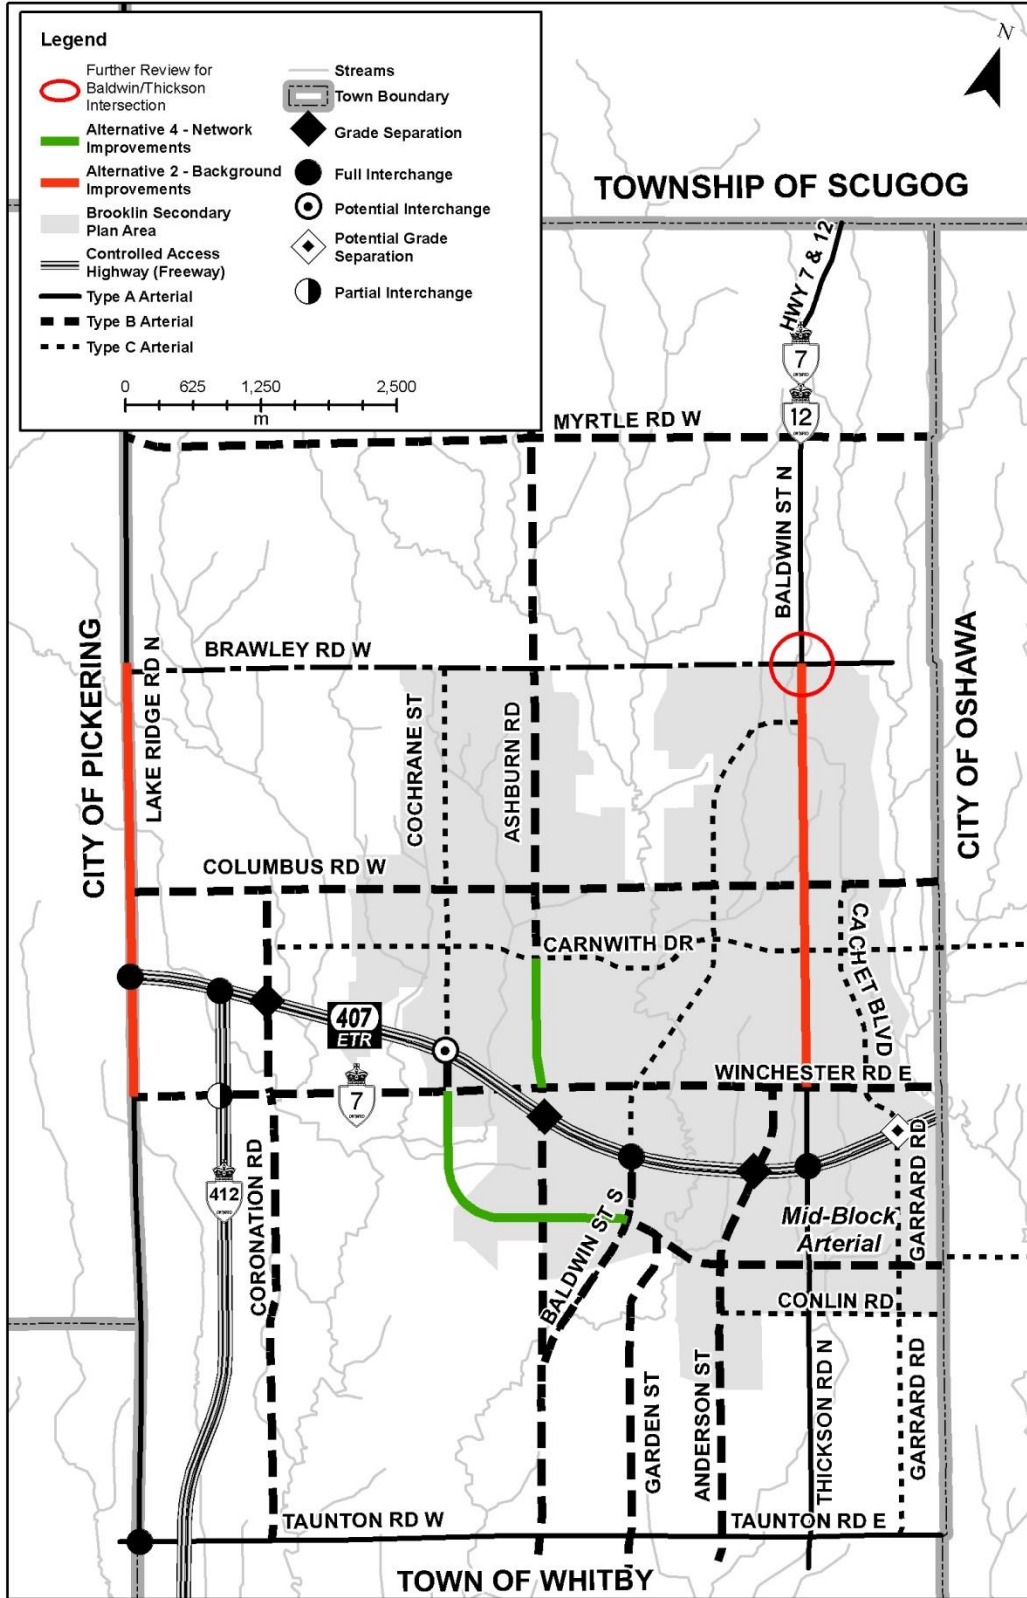 N
Legend
Further Review for
Baldwin/Thickson
Intersection
Alternative 4 - Network
Improvements
Alternative 2 - Background
Improvements
Brooklin Secondary
Plan Area
Controlled Access
Highway (Freeway)
Type A Arterial
Type B Arterial
Type C Arterial
Streams
Town Boundary
Grade Separation
Full Interchange
Potential Interchange
Potential Grade
Separation
Partial Interchange
0 625 1,250 2,500
m
TOWNSHIP OF SCUGOG
HWY 7 & 12
7
ONTARIO
12
ONTARIO
MYRTLE RD W
BALDWIN ST N
CITY OF PICKERING
LAKE RIDGE RD N
BRAWLEY RD W
COCHRANE ST
ASHBURN RD
CITY OF OSHAWA
COLUMBUS RD W
CARNWITH DR
CACHET BLVD
407
ETR
WINCHESTER RD E
7
ONTARIO
412
ONTARIO
CORONATION RD
BALDWIN ST S
Mid-Block
Arterial
GARRARD RD
CONLIN RD
GARDEN ST
ANDERSON ST
THICKSON RD N
GARRARD RD
TAUNTON RD W
TAUNTON RD E
TOWN OF WHITBY